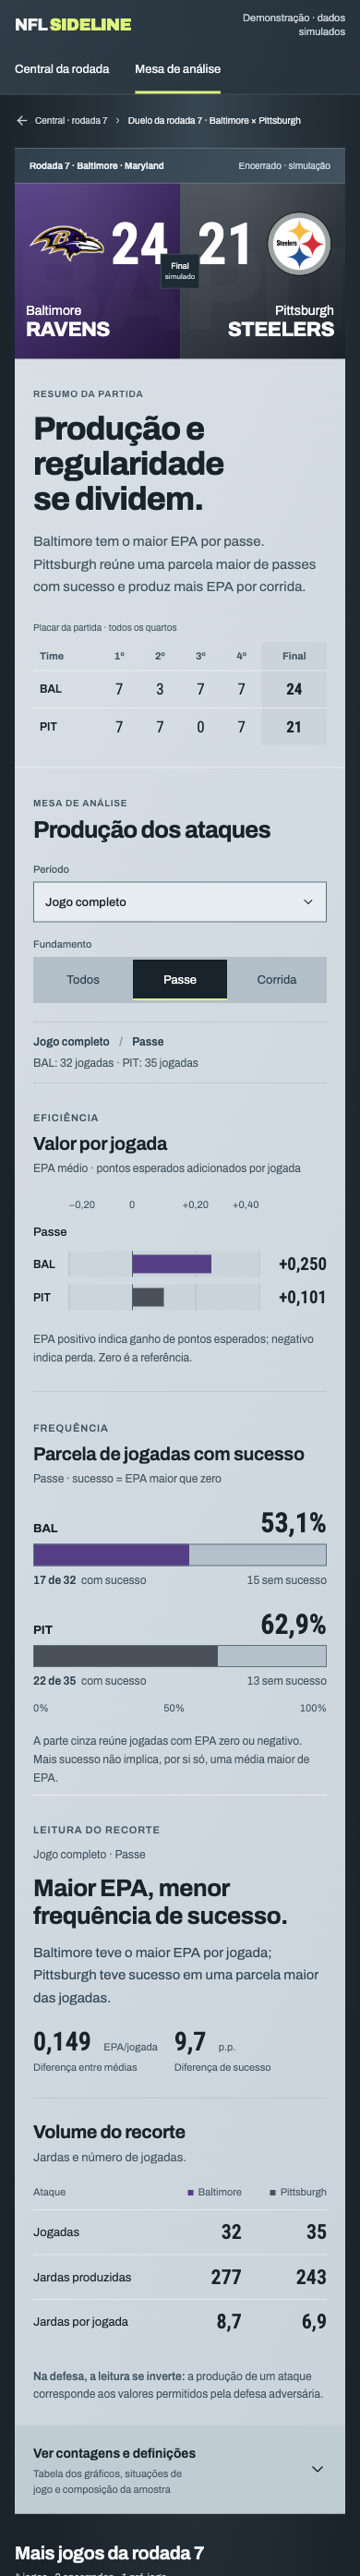 NFL SIDELINE
Demonstração · dados
simulados
Central da rodada
Mesa de análise
Central · rodada 7 › Duelo da rodada 7 · Baltimore × Pittsburgh
Rodada 7 · Baltimore · Maryland
Encerrado · simulação
24
21
Steelers
Final
simulado
Baltimore
RAVENS
Pittsburgh
STEELERS
RESUMO DA PARTIDA
Produção e
regularidade
se dividem.
Baltimore tem o maior EPA por passe.
Pittsburgh reúne uma parcela maior de passes
com sucesso e produz mais EPA por corrida.
Placar da partida · todos os quartos
Time 1º 2º 3º 4º Final
BAL 7 3 7 7 24
PIT 7 7 0 7 21
MESA DE ANÁLISE
Produção dos ataques
Período
Jogo completo
Fundamento
Todos Passe Corrida
Jogo completo / Passe
BAL: 32 jogadas · PIT: 35 jogadas
EFICIÊNCIA
Valor por jogada
EPA médio · pontos esperados adicionados por jogada
−0,20 0 +0,20 +0,40
Passe
BAL +0,250
PIT +0,101
EPA positivo indica ganho de pontos esperados; negativo
indica perda. Zero é a referência.
FREQUÊNCIA
Parcela de jogadas com sucesso
Passe · sucesso = EPA maior que zero
BAL 53,1%
17 de 32 com sucesso 15 sem sucesso
PIT 62,9%
22 de 35 com sucesso 13 sem sucesso
0% 50% 100%
A parte cinza reúne jogadas com EPA zero ou negativo.
Mais sucesso não implica, por si só, uma média maior de
EPA.
LEITURA DO RECORTE
Jogo completo · Passe
Maior EPA, menor
frequência de sucesso.
Baltimore teve o maior EPA por jogada;
Pittsburgh teve sucesso em uma parcela maior
das jogadas.
0,149 EPA/jogada 9,7 p.p.
Diferença entre médias Diferença de sucesso
Volume do recorte
Jardas e número de jogadas.
Ataque Baltimore Pittsburgh
Jogadas 32 35
Jardas produzidas 277 243
Jardas por jogada 8,7 6,9
Na defesa, a leitura se inverte: a produção de um ataque
corresponde aos valores permitidos pela defesa adversária.
Ver contagens e definições
Tabela dos gráficos, situações de
jogo e composição da amostra
Mais jogos da rodada 7